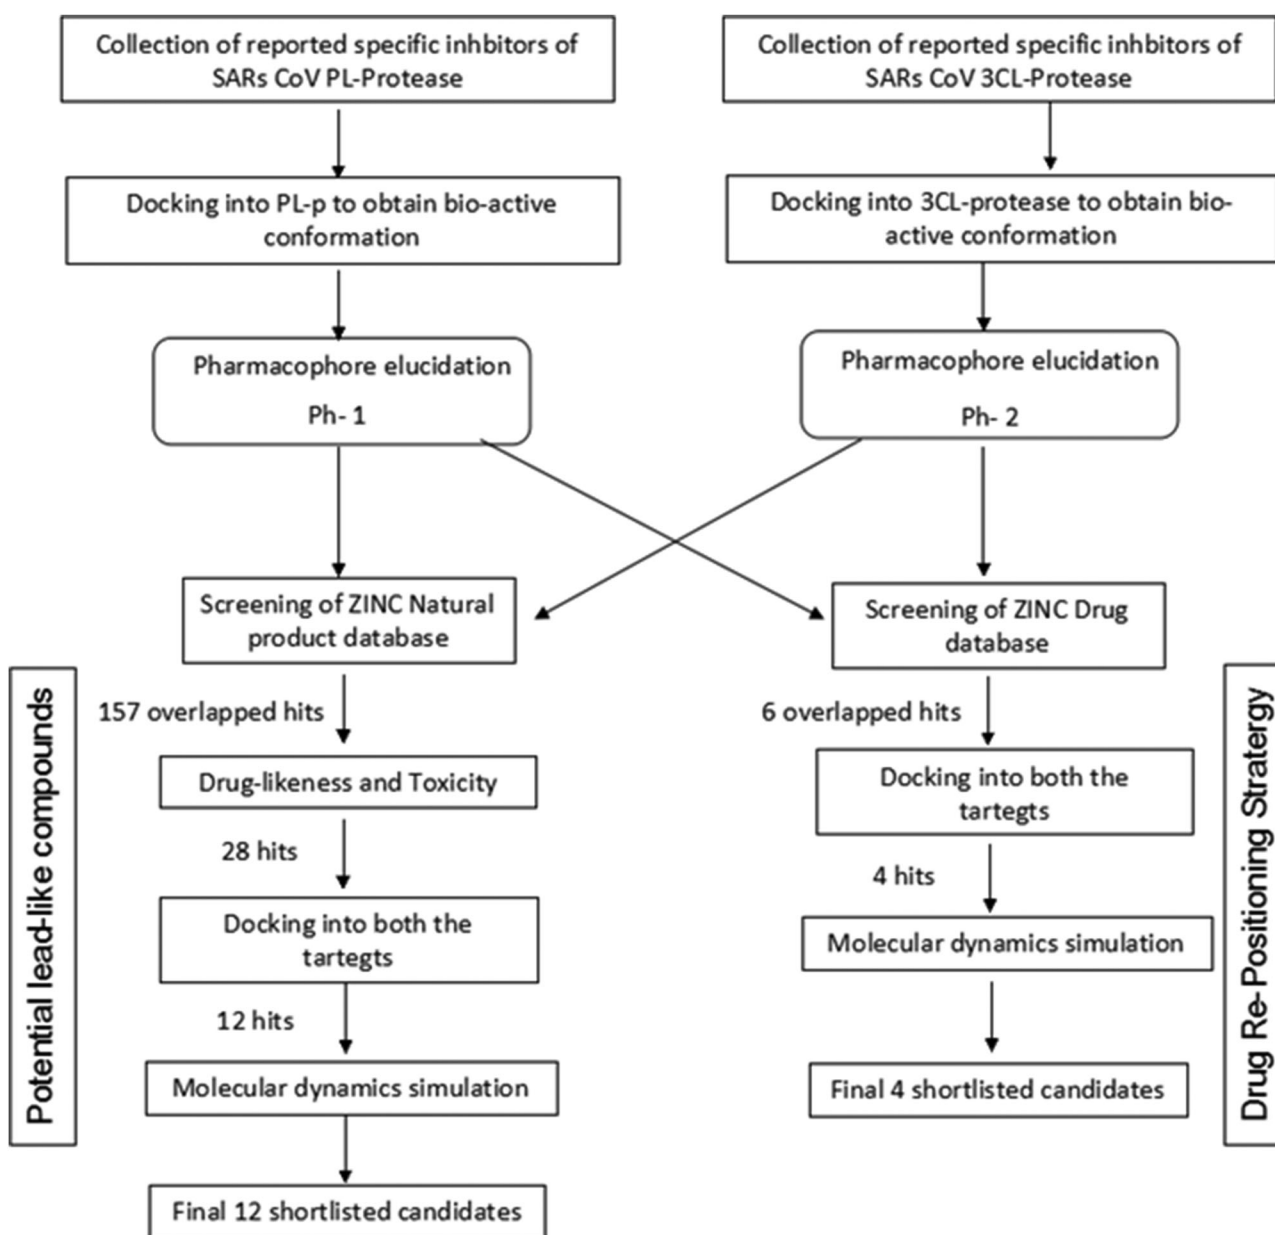 Collection of reported specific inhbitors of
SARs CoV PL-Protease
Docking into PL-p to obtain bio-active
conformation
Pharmacophore elucidation
Ph- 1
Collection of reported specific inhbitors of
SARs CoV 3CL-Protease
Docking into 3CL-protease to obtain bio-
active conformation
Pharmacophore elucidation
Ph- 2
Screening of ZINC Natural
product database
157 overlapped hits
Drug-likeness and Toxicity
28 hits
Docking into both the
tartegts
12 hits
Molecular dynamics simulation
Final 12 shortlisted candidates
Potential lead-like compounds
Screening of ZINC Drug
database
6 overlapped hits
Docking into both the
tartegts
4 hits
Molecular dynamics simulation
Final 4 shortlisted candidates
Drug Re-Positioning Stratergy